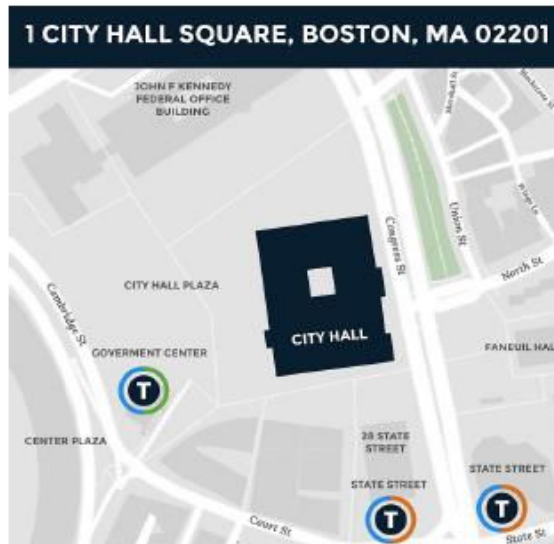 1 CITY HALL SQUARE, BOSTON, MA 02201
JOHN F KENNEDY
FEDERAL OFFICE
BUILDING
Marshall St
Union St
Congress St
North St
CITY HALL PLAZA
CITY HALL
Cambridge St
GOVERMENT CENTER
T
FANEUIL HAL
CENTER PLAZA
28 STATE
STREET
STATE STREET
T
STATE STREET
T
Court St
State St